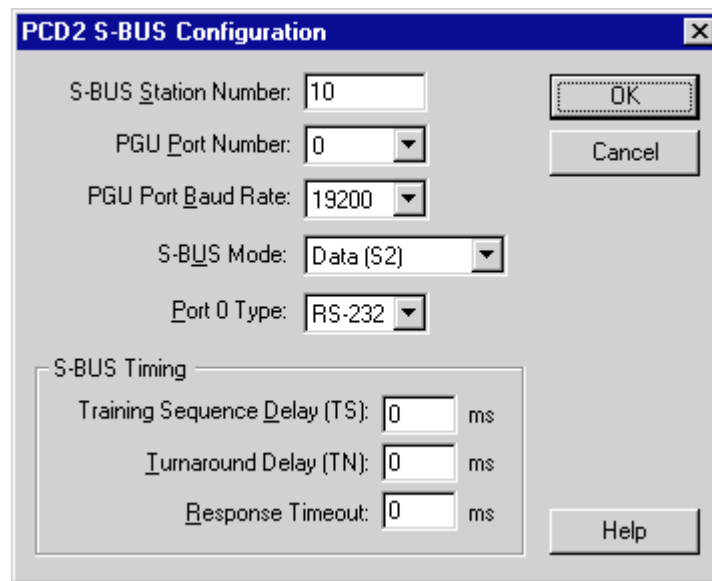 PCD2 S-BUS Configuration
S-BUS Station Number: 10
OK
PGU Port Number: 0
Cancel
PGU Port Baud Rate: 19200
S-BUS Mode: Data (S2)
Port 0 Type: RS-232
S-BUS Timing
Training Sequence Delay (TS): 0 ms
Turnaround Delay (TN): 0 ms
Response Timeout: 0 ms
Help